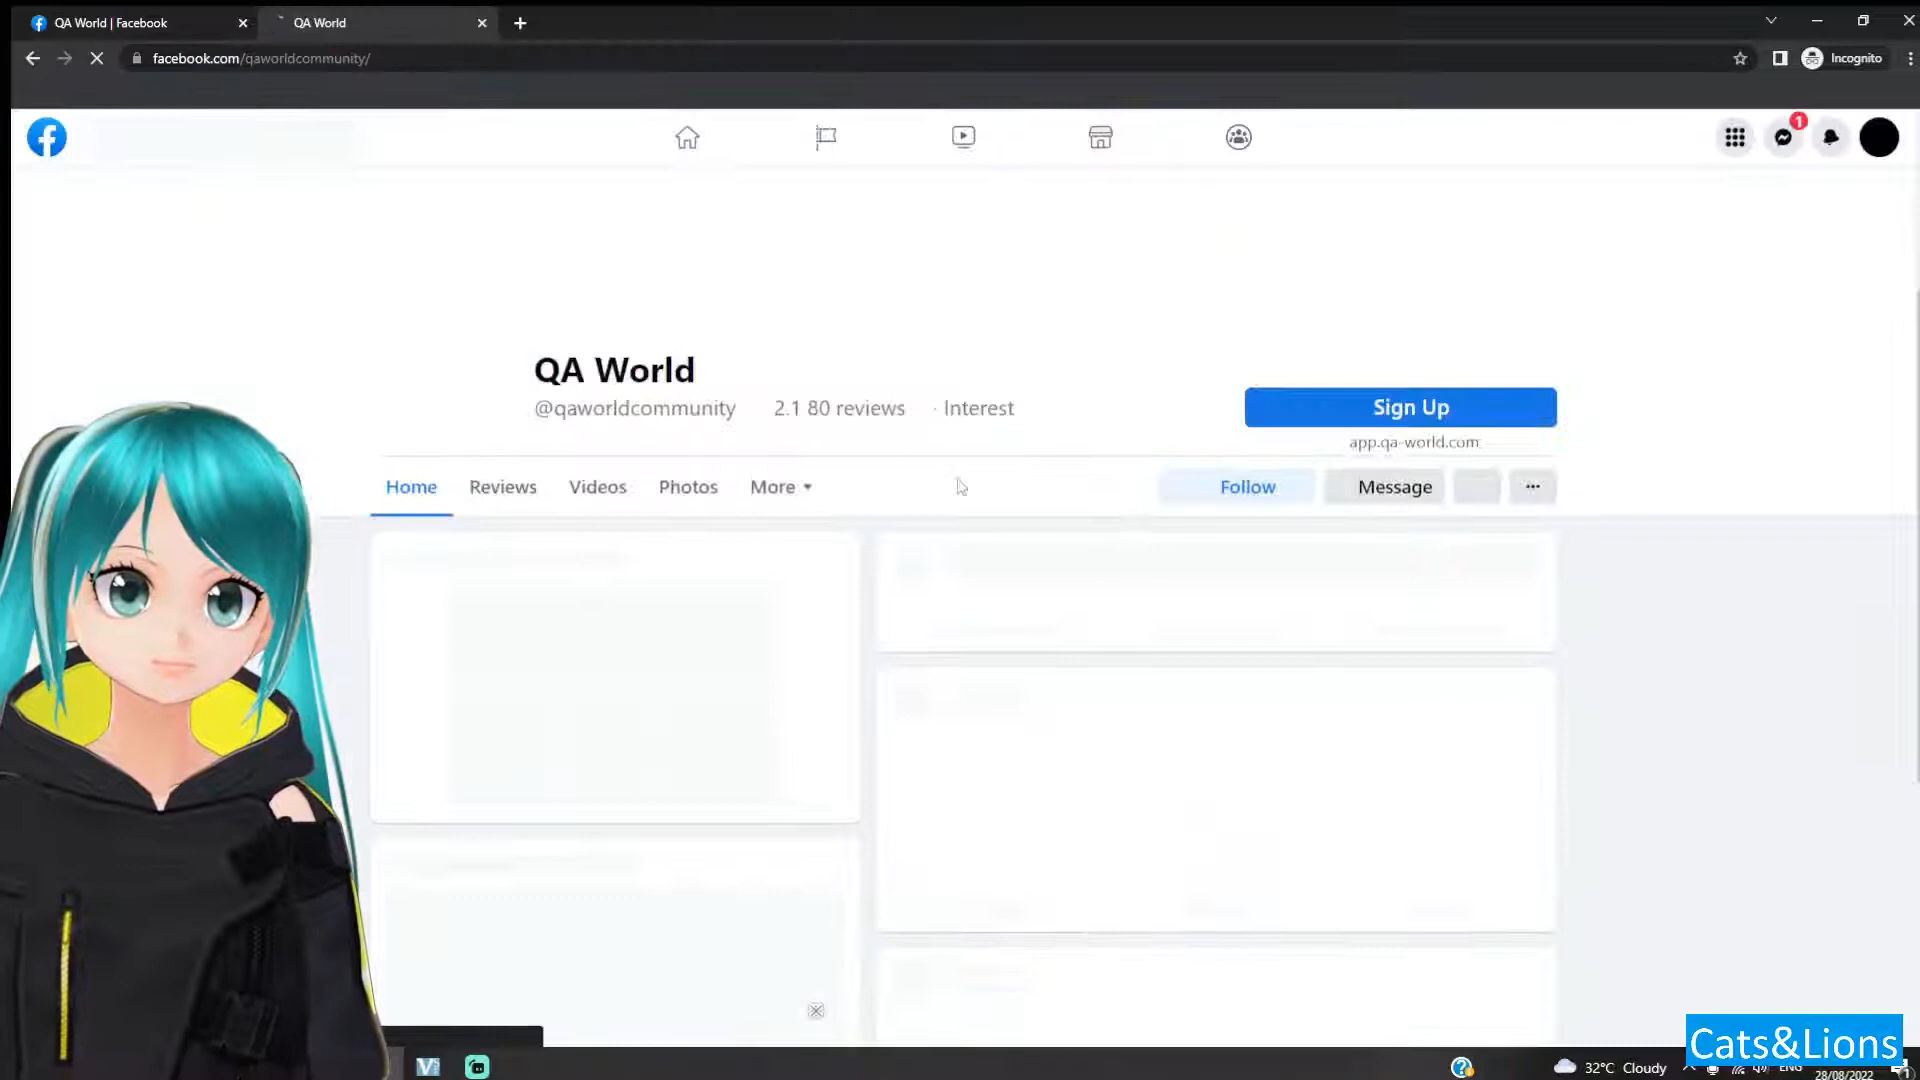 QA World | Facebook
QA World
facebook.com/qaworldcommunity/
Incognito
1
QA World
@qaworldcommunity 2.1 80 reviews · Interest
Sign Up
app.qa-world.com
Home Reviews Videos Photos More
Follow Message
Cats&Lions
32°C Cloudy
ENG
28/08/2022